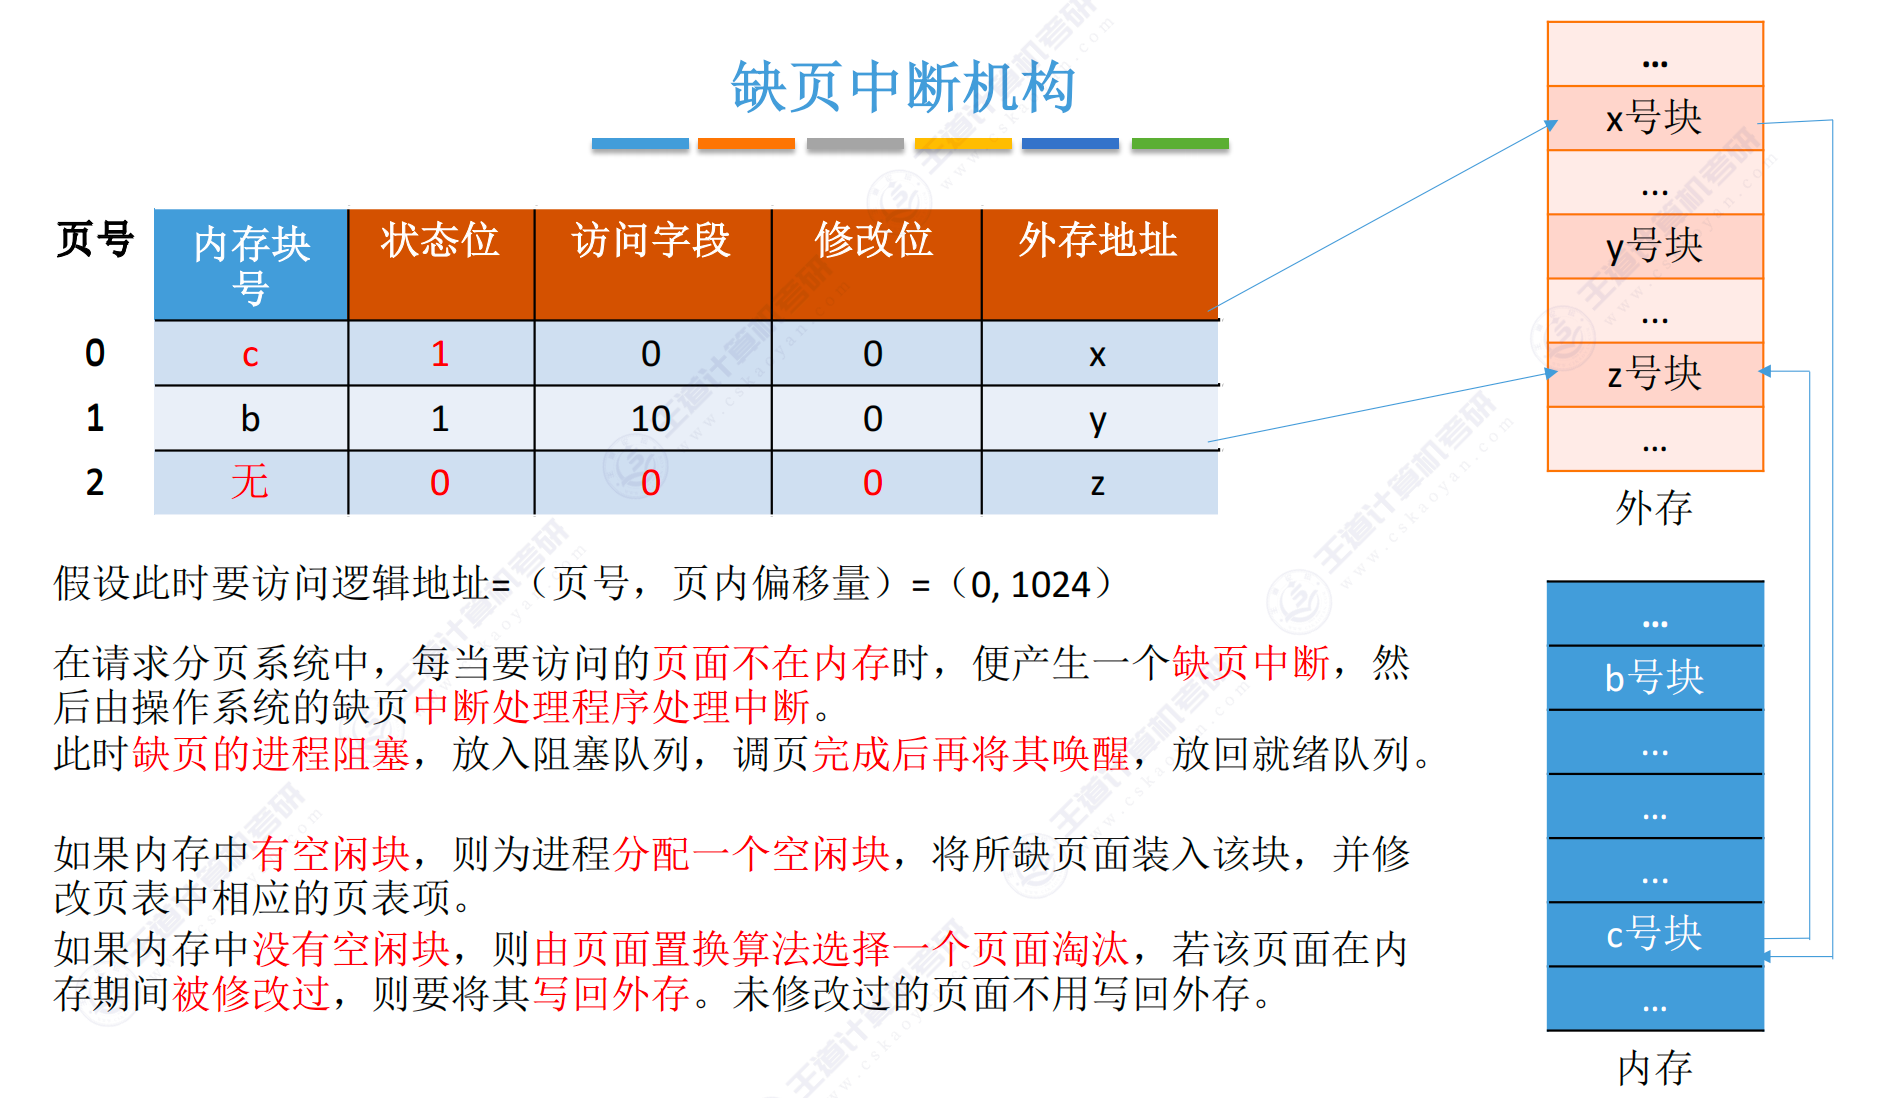 缺页中断机构
页号 内存块号 状态位 访问字段 修改位 外存地址
0 c 1 0 0 x
1 b 1 10 0 y
2 无 0 0 0 z
假设此时要访问逻辑地址=（页号，页内偏移量）=（0, 1024）
在请求分页系统中，每当要访问的页面不在内存时，便产生一个缺页中断，然
后由操作系统的缺页中断处理程序处理中断。
此时缺页的进程阻塞，放入阻塞队列，调页完成后再将其唤醒，放回就绪队列。
如果内存中有空闲块，则为进程分配一个空闲块，将所缺页面装入该块，并修
改页表中相应的页表项。
如果内存中没有空闲块，则由页面置换算法选择一个页面淘汰，若该页面在内
存期间被修改过，则要将其写回外存。未修改过的页面不用写回外存。
...
x号块
...
y号块
...
z号块
...
外存
...
b号块
...
...
...
c号块
...
内存
王道计算机考研
www.cskaoyan.com